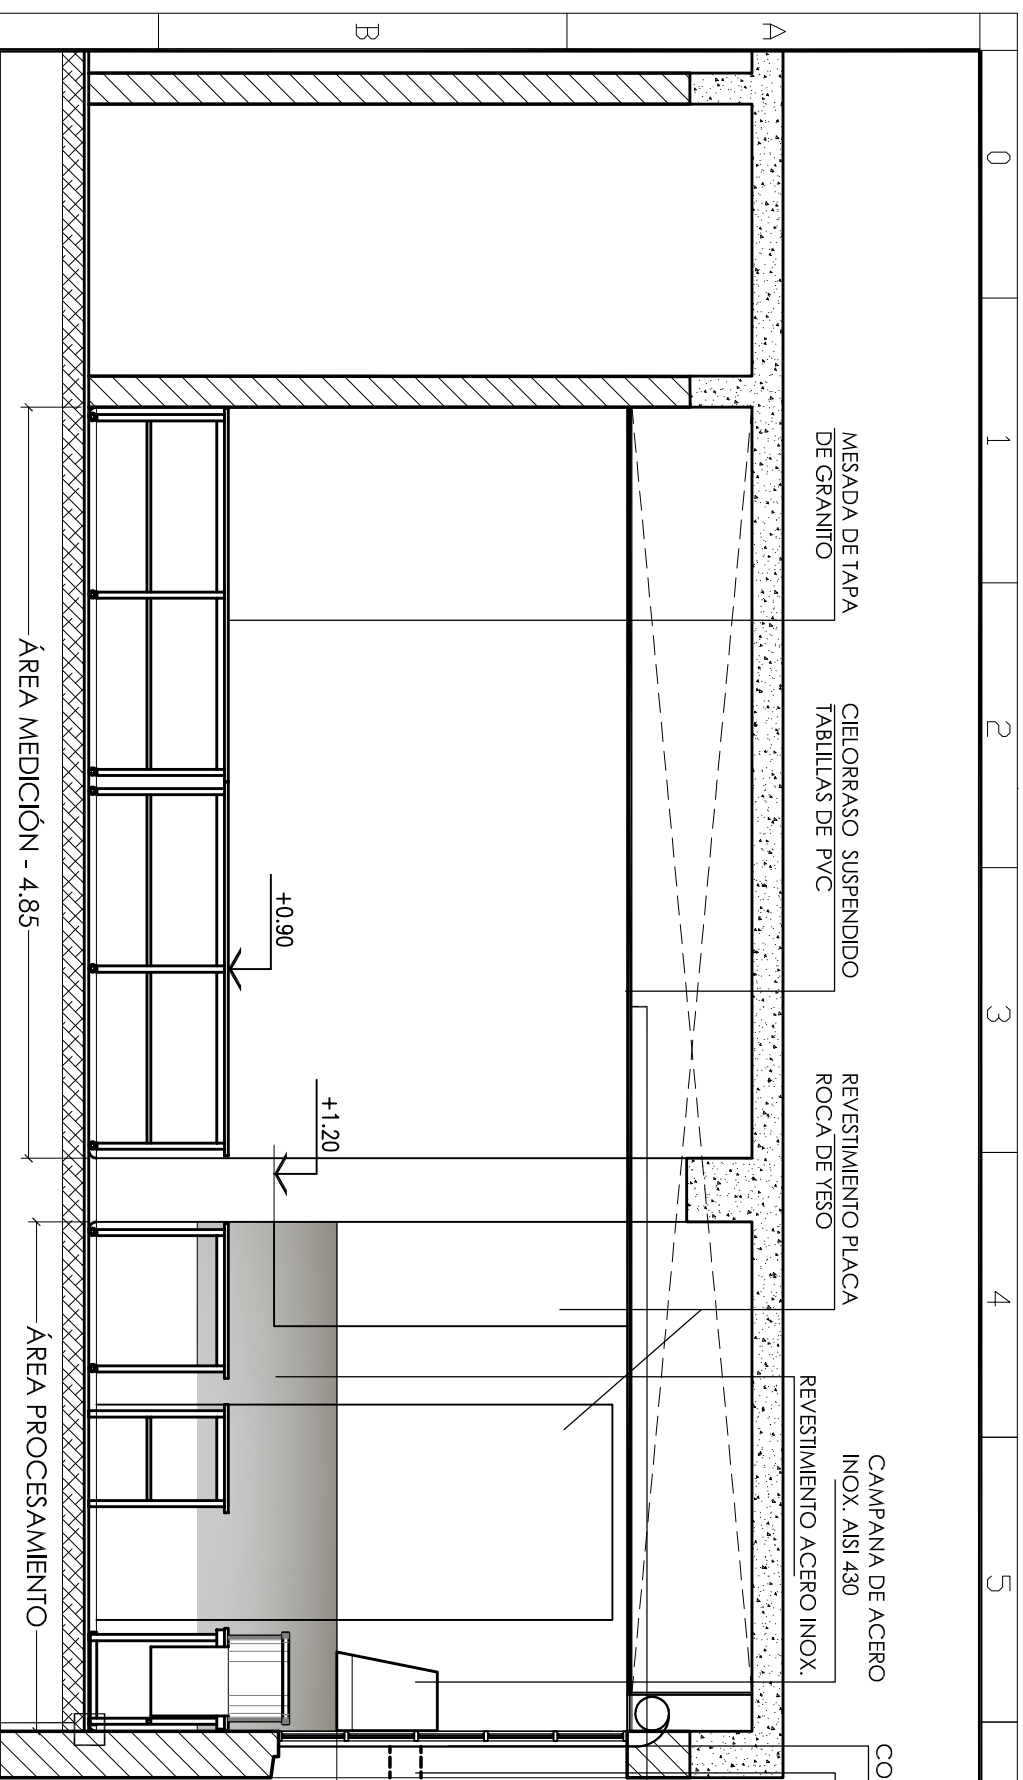 0
1
2
3
4
5
A
B
MESADA DE TAPA
DE GRANITO
CIELORRASO SUSPENDIDO
TABLILLAS DE PVC
REVESTIMIENTO PLACA
ROCA DE YESO
CAMPANA DE ACERO
INOX. AISI 430
REVESTIMIENTO ACERO INOX.
CO
+0.90
+1.20
ÁREA MEDICIÓN - 4.85
ÁREA PROCESAMIENTO